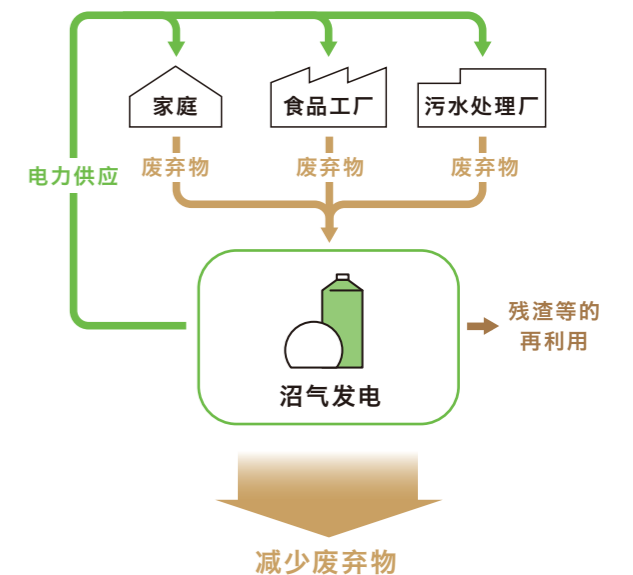 家庭
食品工厂
污水处理厂
电力供应
废弃物
废弃物
废弃物
残渣等的
再利用
沼气发电
减少废弃物